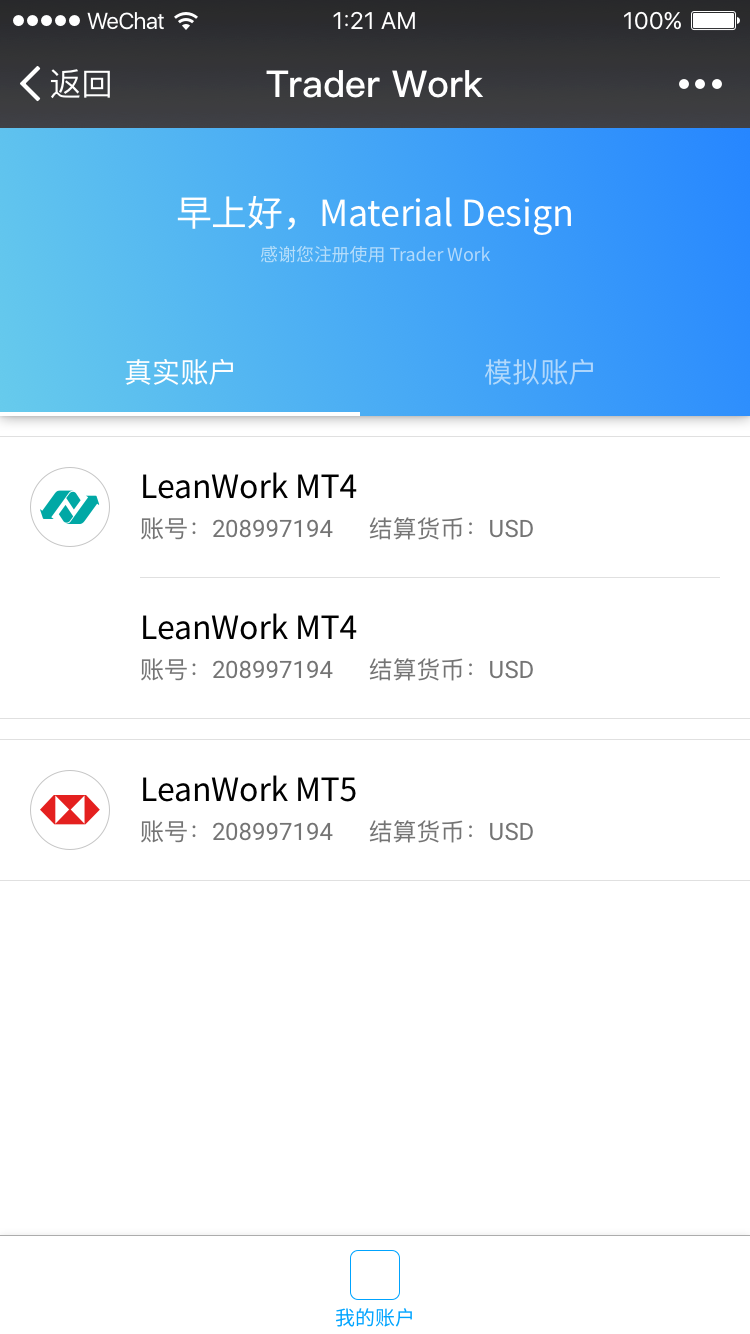 WeChat 1:21 AM 100%
返回 Trader Work
早上好，Material Design
感谢您注册使用 Trader Work
真实账户 模拟账户
LeanWork MT4
账号：208997194 结算货币：USD
LeanWork MT4
账号：208997194 结算货币：USD
LeanWork MT5
账号：208997194 结算货币：USD
我的账户